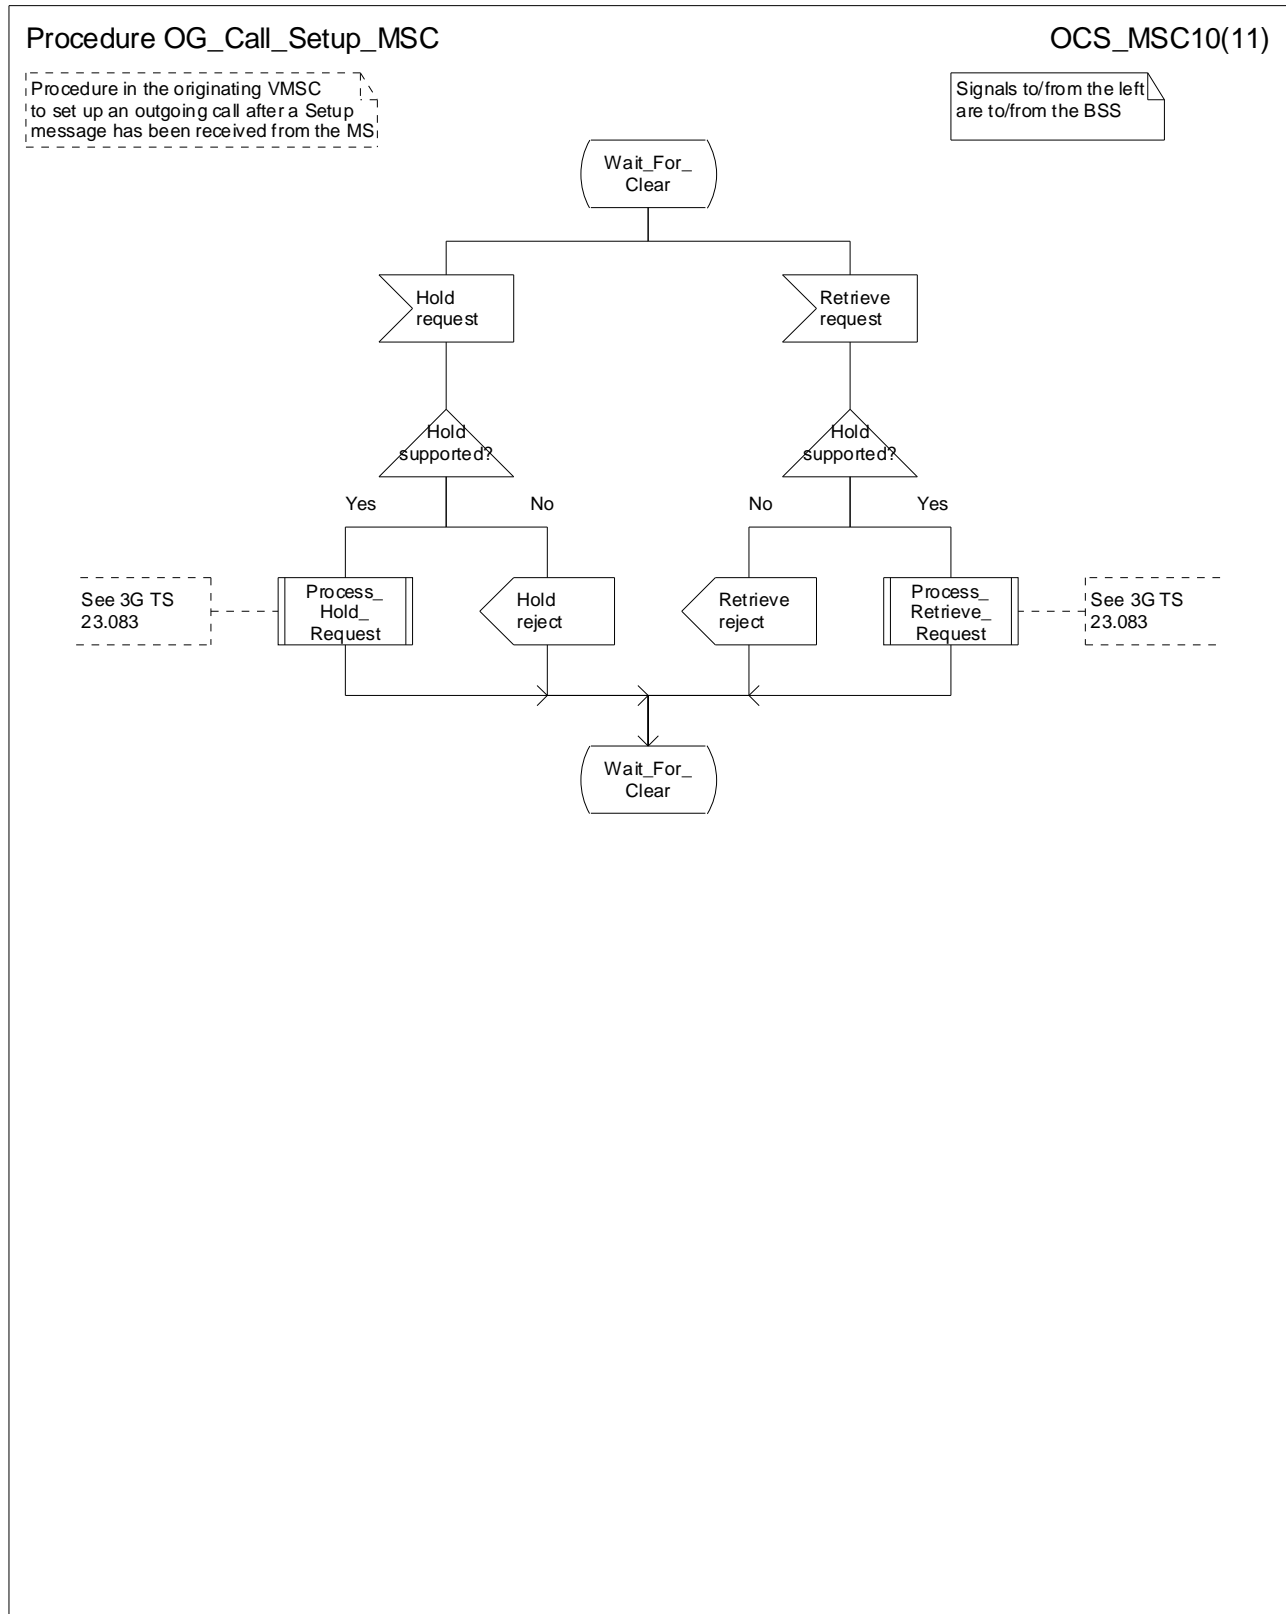 Procedure OG_Call_Setup_MSC
OCS_MSC10(11)
Procedure in the originating VMSC
to set up an outgoing call after a Setup
message has been received from the MS
Signals to/from the left
are to/from the BSS
Wait_For_
Clear
Hold
request
Retrieve
request
Hold
supported?
Hold
supported?
Yes
No
No
Yes
See 3G TS
23.083
Process_
Hold_
Request
Hold
reject
Retrieve
reject
Process_
Retrieve_
Request
See 3G TS
23.083
Wait_For_
Clear